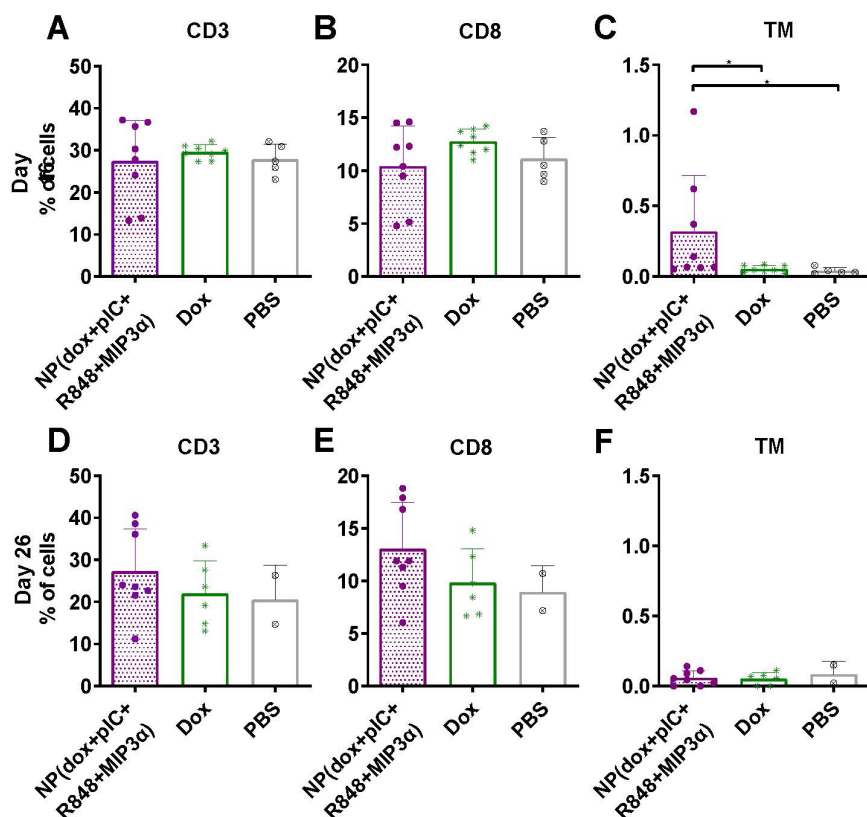 A CD3
B CD8
C TM
Day
% of cells
50
40
30
20
10
0
20
15
10
5
0
1.5
1.0
0.5
0.0
*
*
NP(dox+pIC+
R848+MIP3α)
Dox
PBS
NP(dox+pIC+
R848+MIP3α)
Dox
PBS
NP(dox+pIC+
R848+MIP3α)
Dox
PBS
D CD3
E CD8
F TM
Day 26
% of cells
50
40
30
20
10
0
20
15
10
5
0
1.5
1.0
0.5
0.0
NP(dox+pIC+
R848+MIP3α)
Dox
PBS
NP(dox+pIC+
R848+MIP3α)
Dox
PBS
NP(dox+pIC+
R848+MIP3α)
Dox
PBS